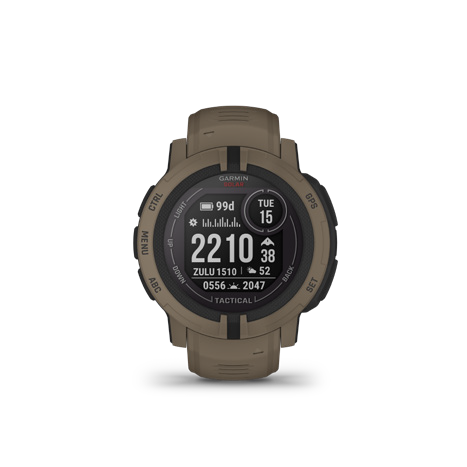 GARMIN
SOLAR
CTRL
GPS
LIGHT
99d
TUE
15
MENU
UP
2210
38
ZULU 1510
52
DOWN
BACK
0556
2047
ABC
SET
TACTICAL